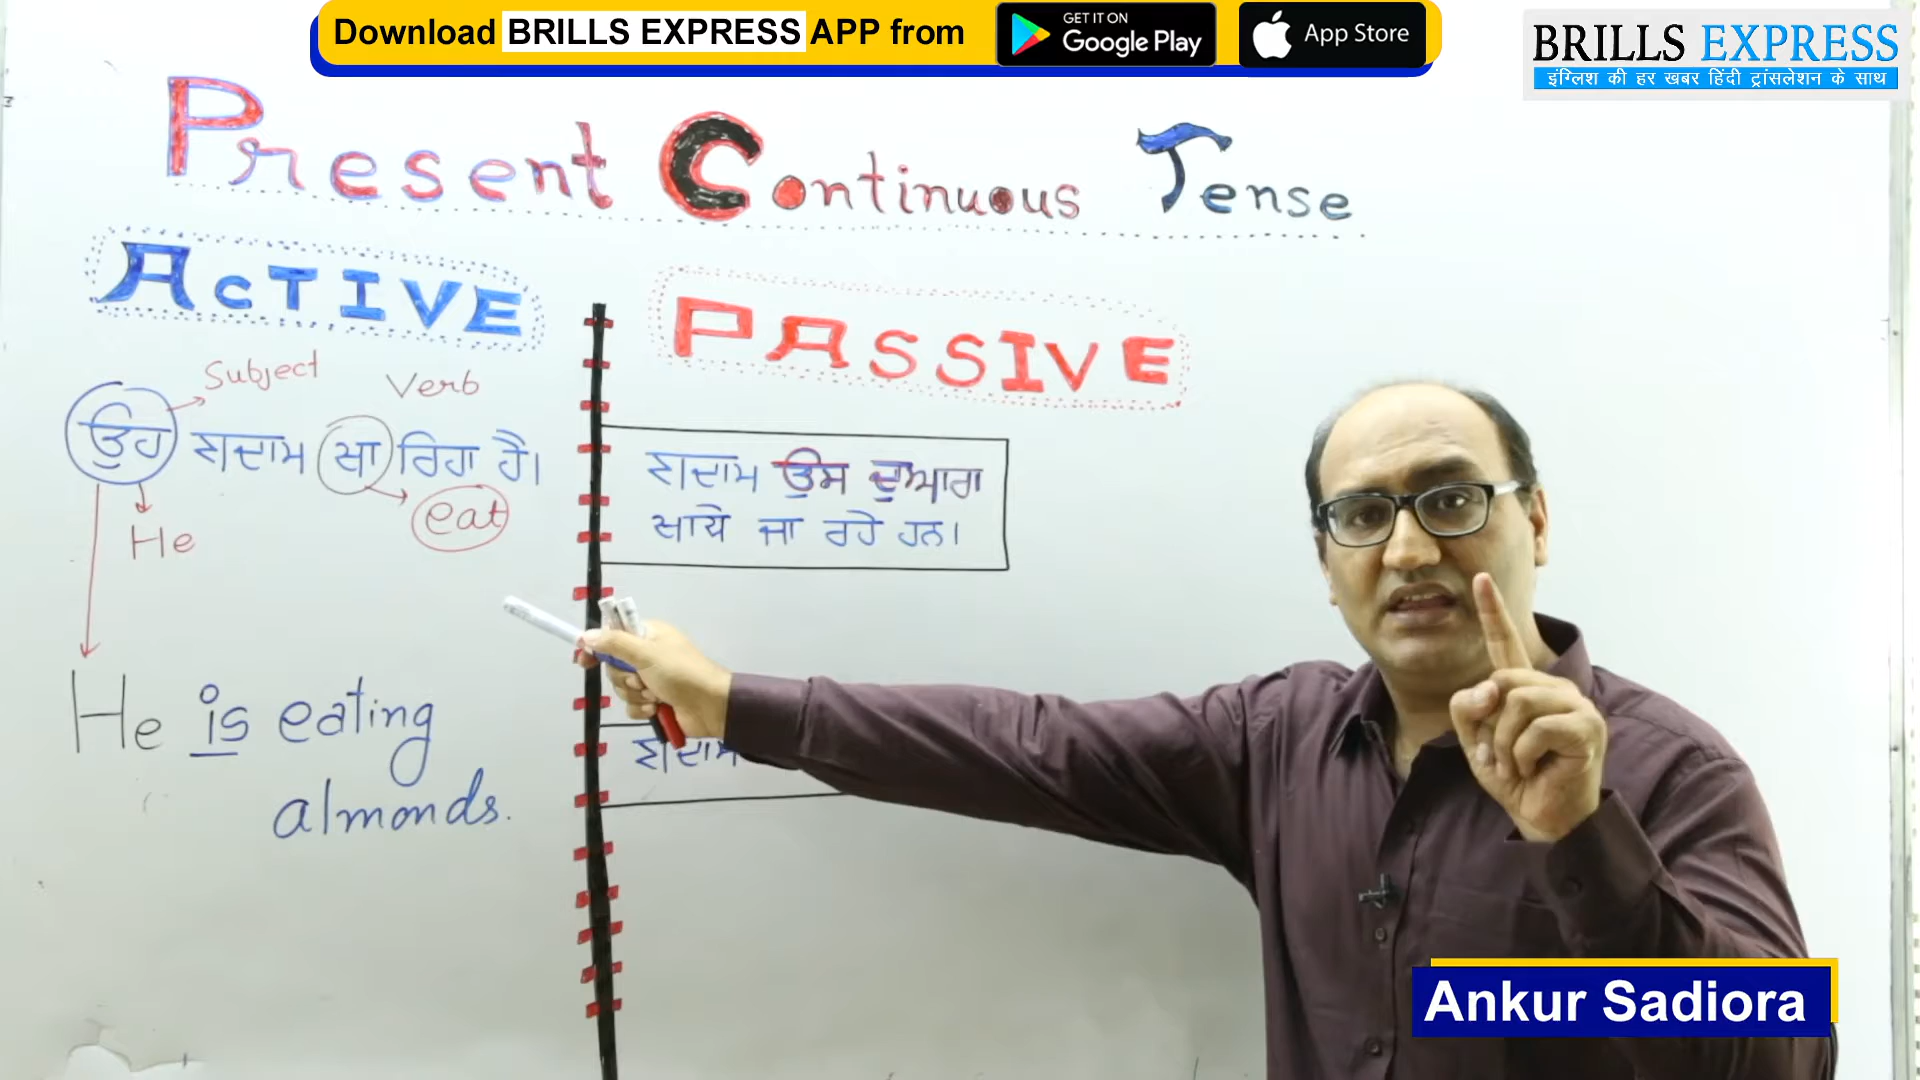 Download BRILLS EXPRESS APP from
GET IT ON
Google Play
App Store
BRILLS EXPRESS
इंग्लिश की हर खबर हिंदी ट्रांसलेशन के साथ
Present Continuous Tense
ACTIVE
PASSIVE
Subject
Verb
ਉਹ ਬਾਦਾਮ ਖਾ ਰਿਹਾ ਹੈ।
eat
He
ਬਾਦਾਮ ਉਸ ਦੁਆਰਾ
ਖਾਧੇ ਜਾ ਰਹੇ ਹਨ।
He is eating
almonds.
ਬਾਦਾਮ
Ankur Sadiora